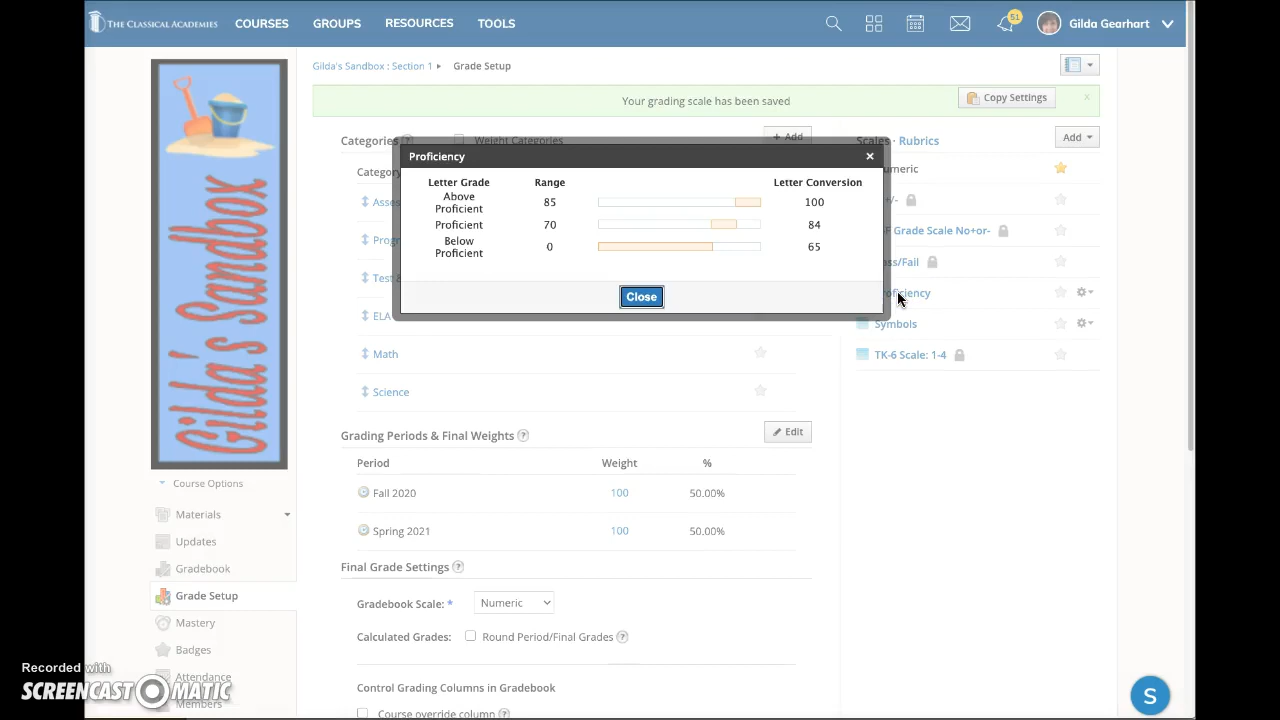 THE CLASSICAL ACADEMIES COURSES GROUPS RESOURCES TOOLS 51 Gilda Gearhart
Gilda's Sandbox : Section 1 ▸ Grade Setup
Your grading scale has been saved Copy Settings ×
Categories ? Weight Categories + Add
Scales · Rubrics Add
Proficiency ×
Letter Grade Range Letter Conversion
Above Proficient 85 100
Proficient 70 84
Below Proficient 0 65
Close
Math
Science
Grade Scale No+or-
Symbols
TK-6 Scale: 1-4
Gilda's Sandbox
Grading Periods & Final Weights ? Edit
Period Weight %
Fall 2020 100 50.00%
Spring 2021 100 50.00%
Final Grade Settings ?
Gradebook Scale: * Numeric
Calculated Grades: Round Period/Final Grades ?
Control Grading Columns in Gradebook
Course override column ?
Course Options
Materials
Updates
Gradebook
Grade Setup
Mastery
Badges
Attendance
Members
Recorded with
SCREENCAST-O-MATIC
S